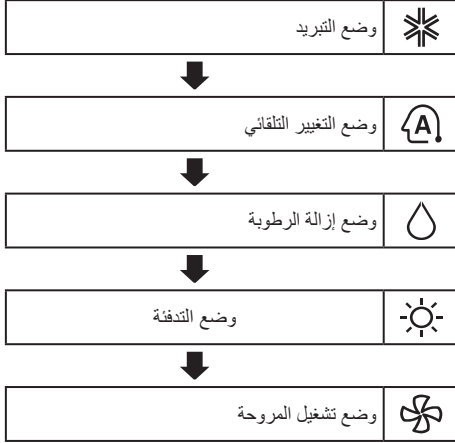 وضع التبريد
A
وضع التغيير التلقائي
وضع إزالة الرطوبة
وضع التدفئة
وضع تشغيل المروحة